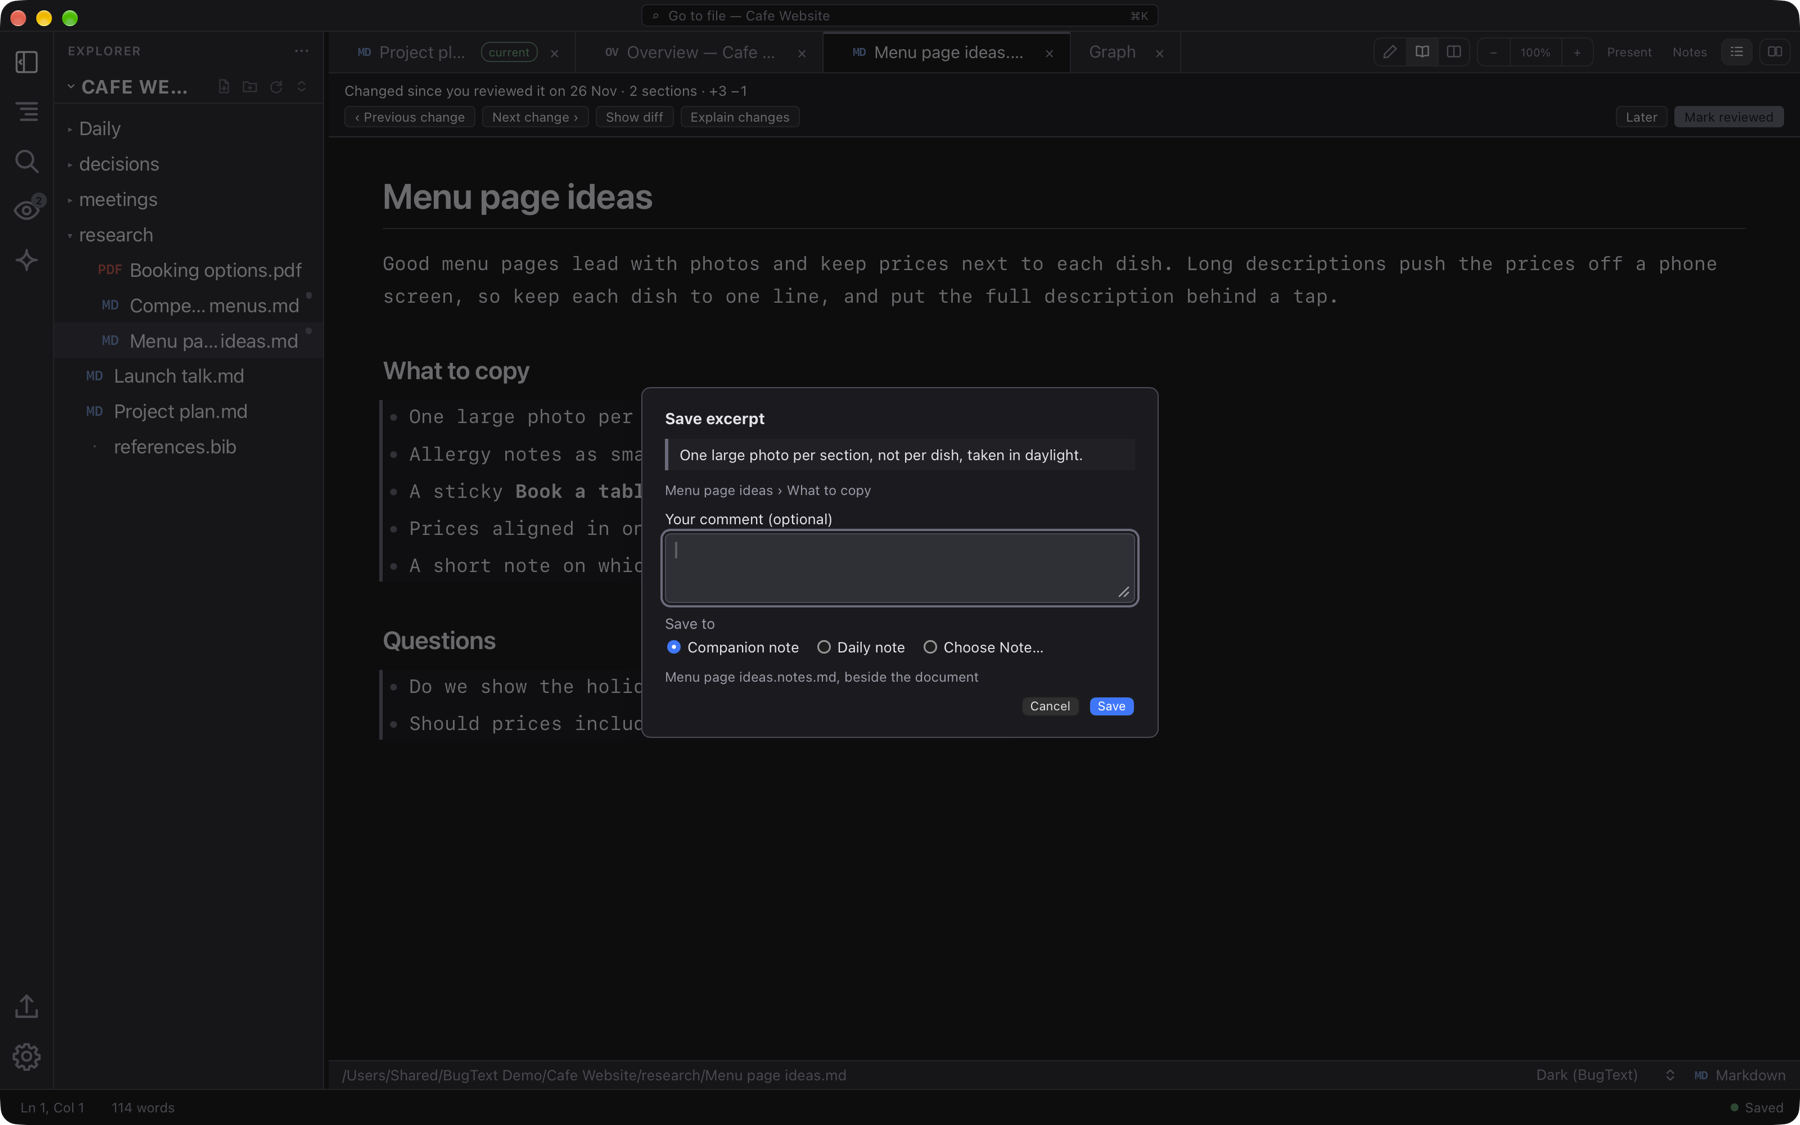 Go to file — Cafe Website ⌘K
EXPLORER ···
CAFE WE...
Daily
decisions
meetings
research
PDF Booking options.pdf
MD Compe...menus.md
MD Menu pa...ideas.md
MD Launch talk.md
MD Project plan.md
references.bib
2
MD Project pl... current ×
OV Overview — Cafe ... ×
MD Menu page ideas.... ×
Graph ×
− 100% + Present Notes
Changed since you reviewed it on 26 Nov · 2 sections · +3 −1
‹ Previous change Next change › Show diff Explain changes Later Mark reviewed
Menu page ideas
Good menu pages lead with photos and keep prices next to each dish. Long descriptions push the prices off a phone
screen, so keep each dish to one line, and put the full description behind a tap.
What to copy
• One large photo per
• Allergy notes as sma
• A sticky Book a tabl
• Prices aligned in on
• A short note on whic
Questions
• Do we show the holid
• Should prices includ
Save excerpt
One large photo per section, not per dish, taken in daylight.
Menu page ideas › What to copy
Your comment (optional)
Save to
Companion note Daily note Choose Note...
Menu page ideas.notes.md, beside the document
Cancel Save
/Users/Shared/BugText Demo/Cafe Website/research/Menu page ideas.md Dark (BugText) MD Markdown
Ln 1, Col 1 114 words Saved